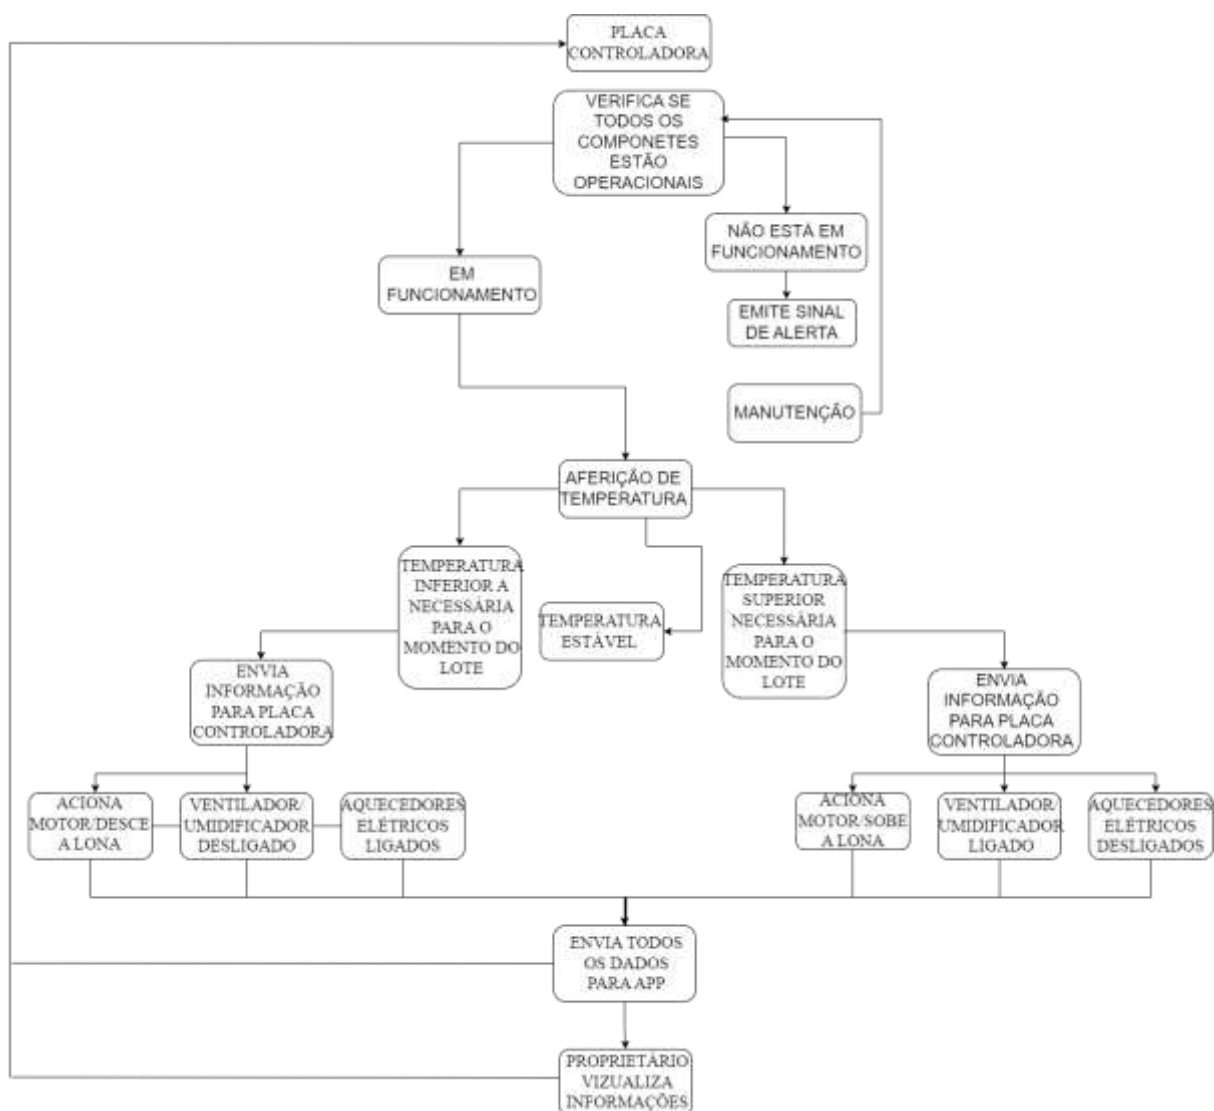 PLACA
CONTROLADORA
VERIFICA SE
TODOS OS
COMPONETES
ESTÃO
OPERACIONAIS
NÃO ESTÁ EM
FUNCIONAMENTO
EM
FUNCIONAMENTO
EMITE SINAL
DE ALERTA
MANUTENÇÃO
AFERIÇÃO DE
TEMPERATURA
TEMPERATURA
INFERIOR A
NECESSÁRIA
PARA O
MOMENTO DO
LOTE
TEMPERATURA
ESTÁVEL
TEMPERATURA
SUPERIOR
NECESSÁRIA
PARA O
MOMENTO DO
LOTE
ENVIA
INFORMAÇÃO
PARA PLACA
CONTROLADORA
ENVIA
INFORMAÇÃO
PARA PLACA
CONTROLADORA
ACIONA
MOTOR/DESCE
A LONA
VENTILADOR/
UMIDIFICADOR
DESLIGADO
AQUECEDORES
ELÉTRICOS
LIGADOS
ACIONA
MOTOR/SOBE
A LONA
VENTILADOR/
UMIDIFICADOR
LIGADO
AQUECEDORES
ELÉTRICOS
DESLIGADOS
ENVIA TODOS
OS DADOS
PARA APP
PROPRIETÁRIO
VIZUALIZA
INFORMAÇÕES